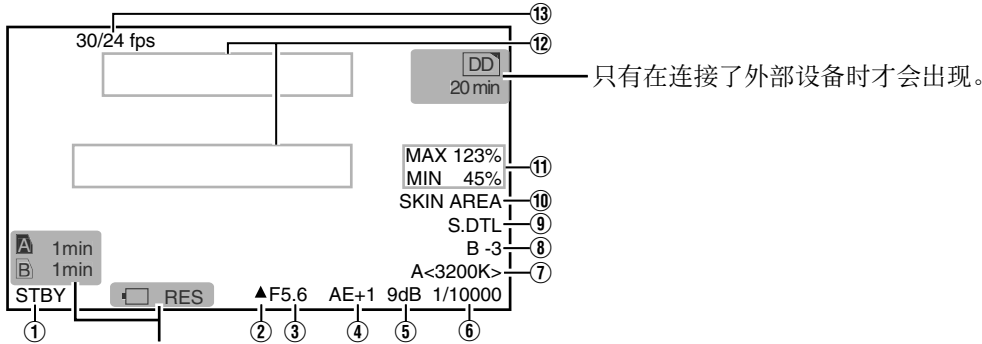 ⑬
30/24 fps
⑫
DD
20 min
只有在连接了外部设备时才会出现。
MAX 123%
MIN 45%
⑪
SKIN AREA
⑩
S.DTL
⑨
B -3
⑧
A<3200K>
⑦
A 1min
B 1min
STBY
RES
▲F5.6
AE+1
9dB
1/10000
①
②
③
④
⑤
⑥